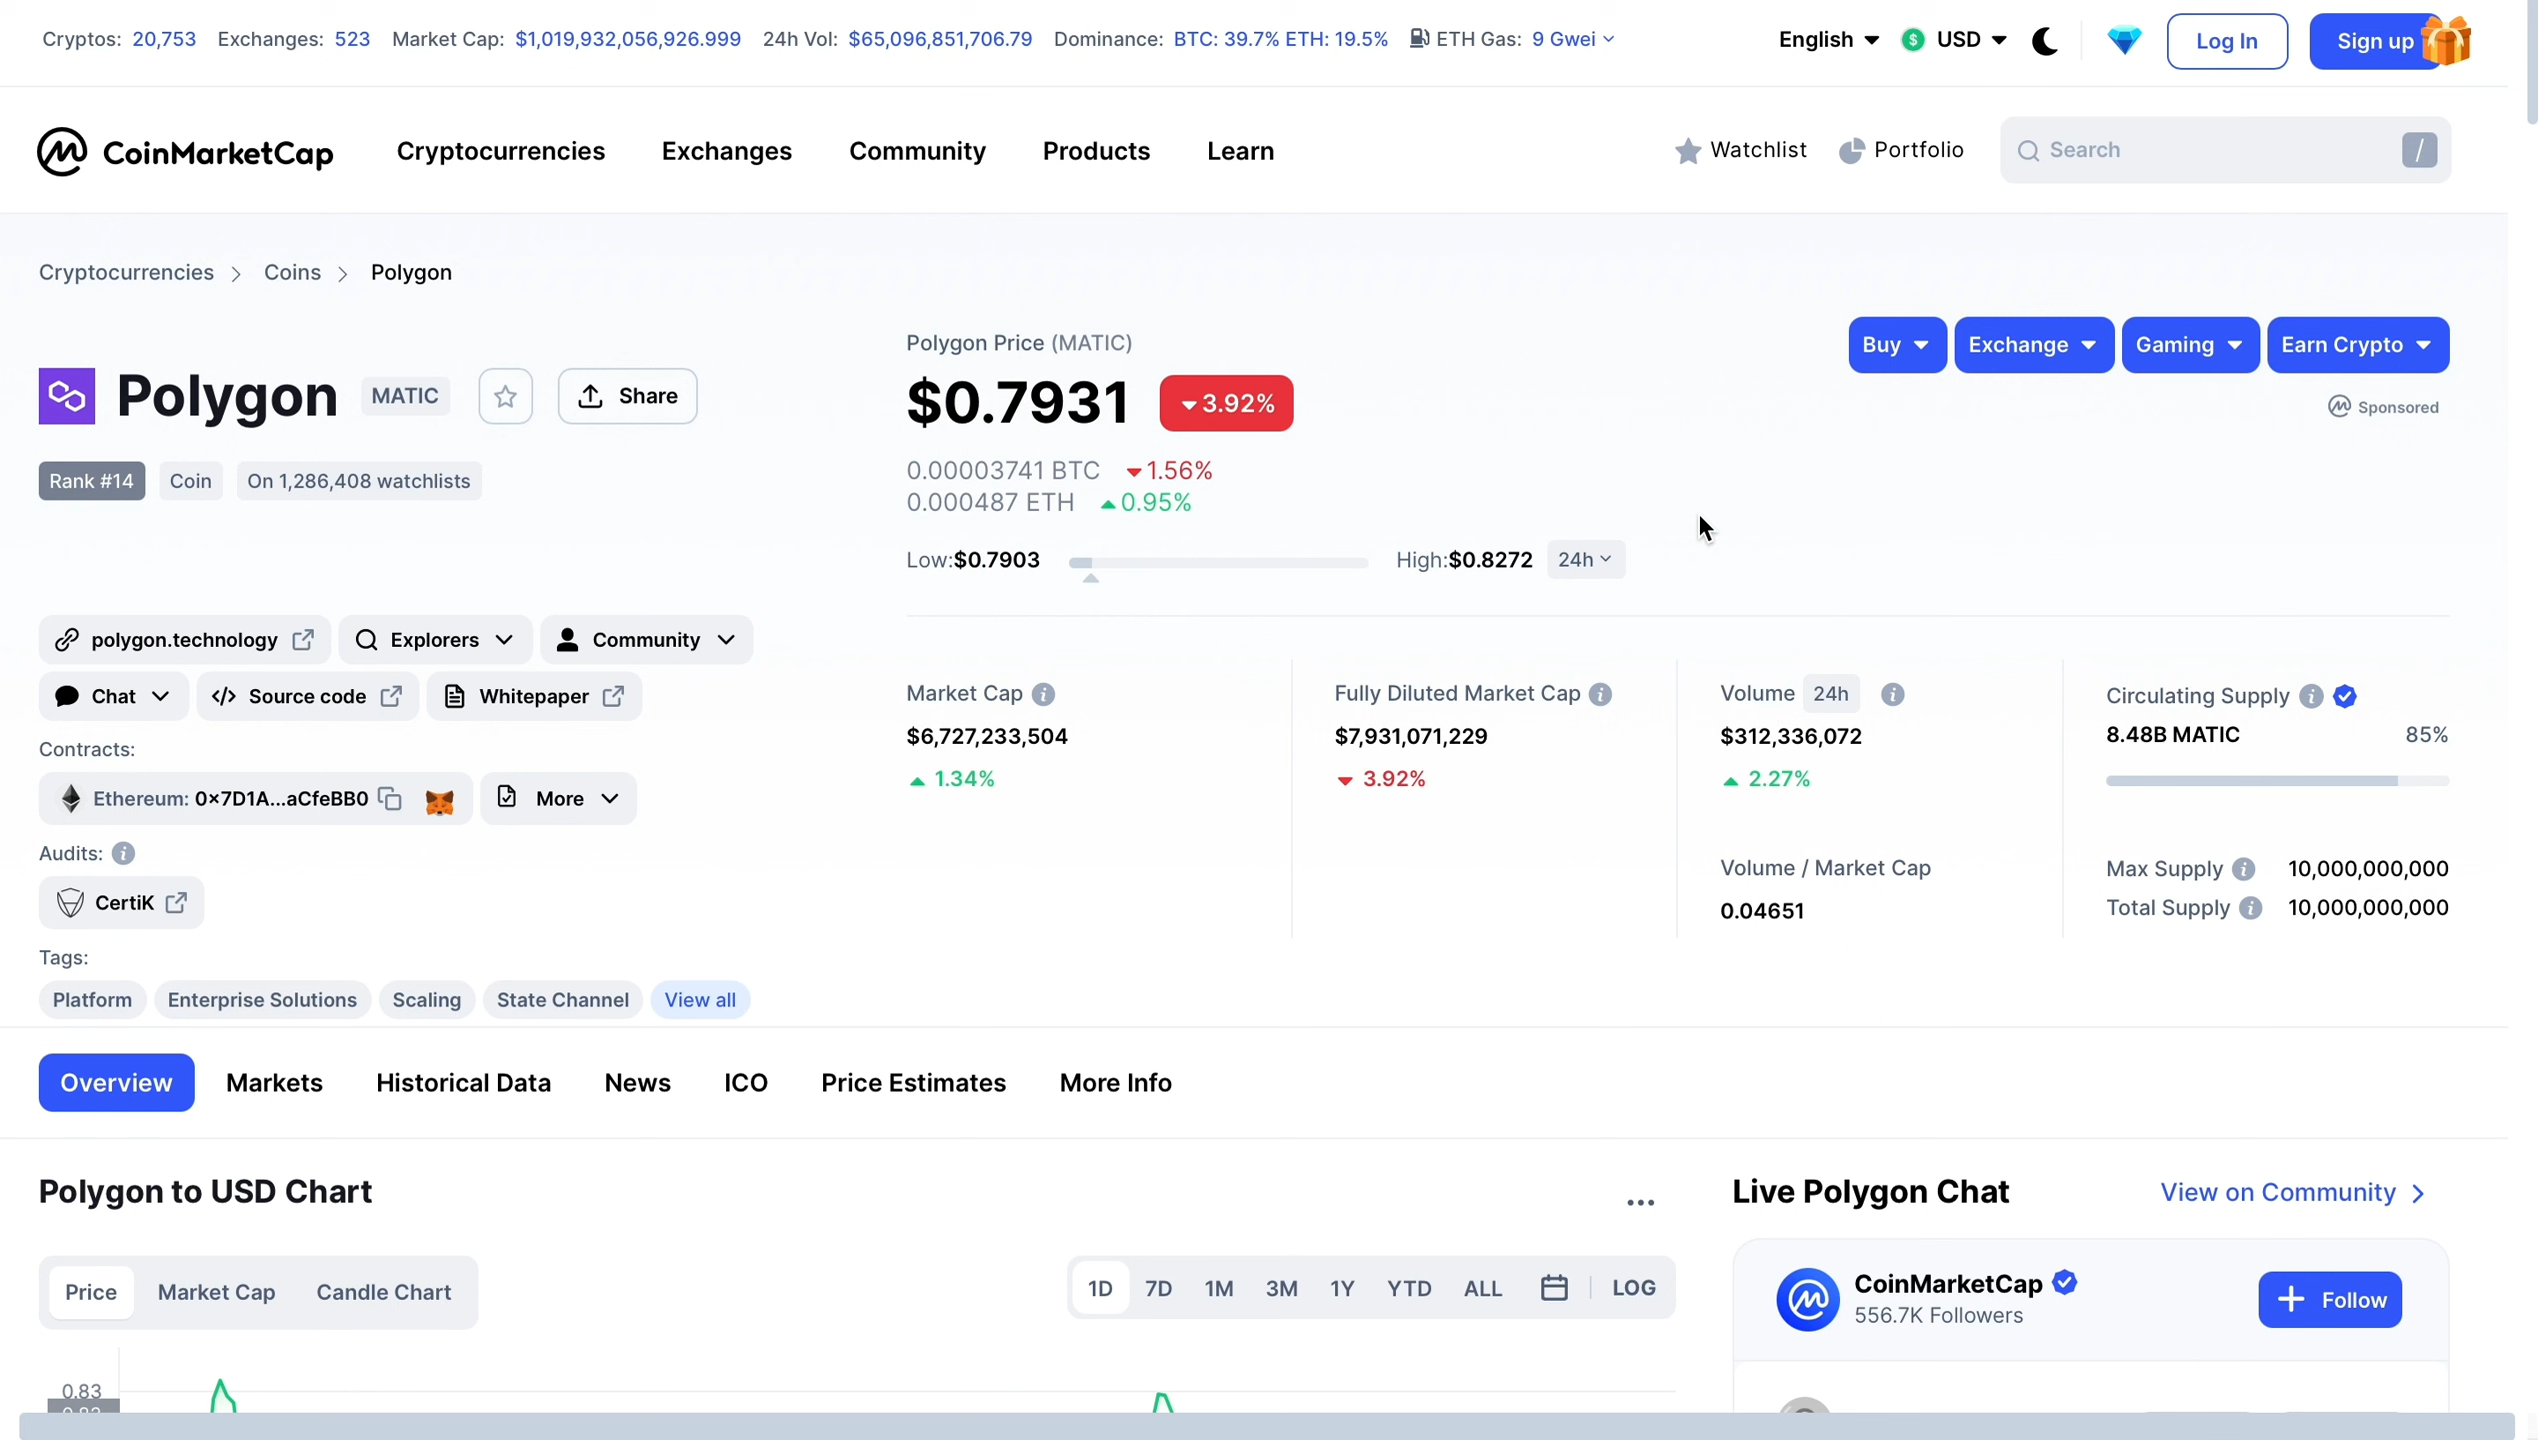 Cryptos: 20,753 Exchanges: 523 Market Cap: $1,019,932,056,926.999 24h Vol: $65,096,851,706.79 Dominance: BTC: 39.7% ETH: 19.5% ETH Gas: 9 Gwei English USD Log In Sign up
CoinMarketCap Cryptocurrencies Exchanges Community Products Learn Watchlist Portfolio Search /
Cryptocurrencies > Coins > Polygon
Polygon MATIC Share
Rank #14 Coin On 1,286,408 watchlists
polygon.technology Explorers Community
Chat Source code Whitepaper
Contracts:
Ethereum: 0x7D1A...aCfeBB0 More
Audits:
CertiK
Tags:
Platform Enterprise Solutions Scaling State Channel View all
Polygon Price (MATIC)
$0.7931 3.92%
0.00003741 BTC 1.56%
0.000487 ETH 0.95%
Low:$0.7903 High:$0.8272 24h
Buy Exchange Gaming Earn Crypto
Sponsored
Market Cap
$6,727,233,504
1.34%
Fully Diluted Market Cap
$7,931,071,229
3.92%
Volume 24h
$312,336,072
2.27%
Volume / Market Cap
0.04651
Circulating Supply
8.48B MATIC 85%
Max Supply 10,000,000,000
Total Supply 10,000,000,000
Overview Markets Historical Data News ICO Price Estimates More Info
Polygon to USD Chart
Price Market Cap Candle Chart 1D 7D 1M 3M 1Y YTD ALL LOG
0.83
Live Polygon Chat View on Community
CoinMarketCap
556.7K Followers
+ Follow